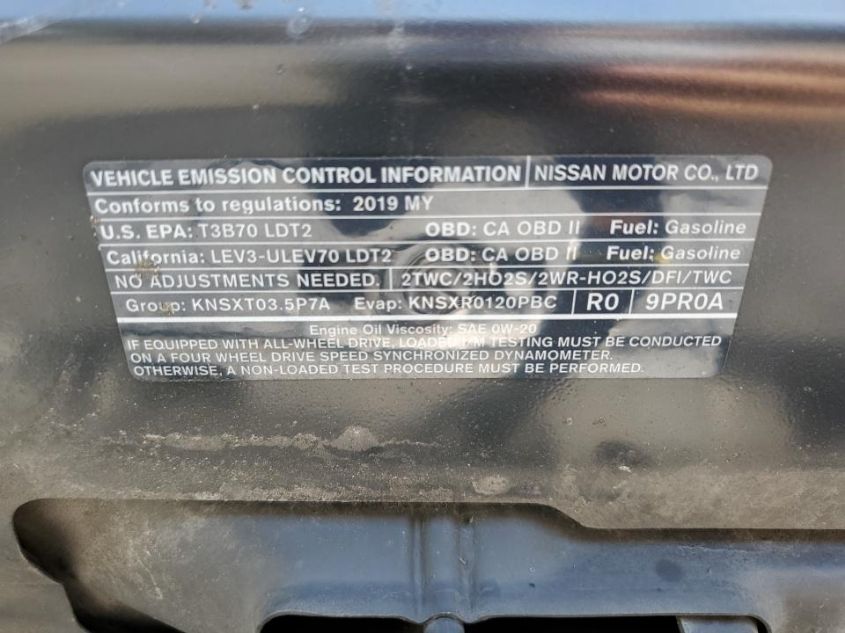 VEHICLE EMISSION CONTROL INFORMATION NISSAN MOTOR CO., LTD
Conforms to regulations: 2019 MY
U.S. EPA: T3B70 LDT2 OBD: CA OBD II Fuel: Gasoline
California: LEV3-ULEV70 LDT2 OBD: CA OBD II Fuel: Gasoline
NO ADJUSTMENTS NEEDED. 2TWC/2HO2S/2WR-HO2S/DFI/TWC
Group: KNSXT03.5P7A Evap: KNSXR0120PBC R0 9PR0A
Engine Oil Viscosity: SAE 0W-20
IF EQUIPPED WITH ALL-WHEEL DRIVE, TESTING MUST BE CONDUCTED
ON A FOUR WHEEL DRIVE SPEED SYNCHRONIZED DYNAMOMETER.
OTHERWISE, A NON-LOADED TEST PROCEDURE MUST BE PERFORMED.